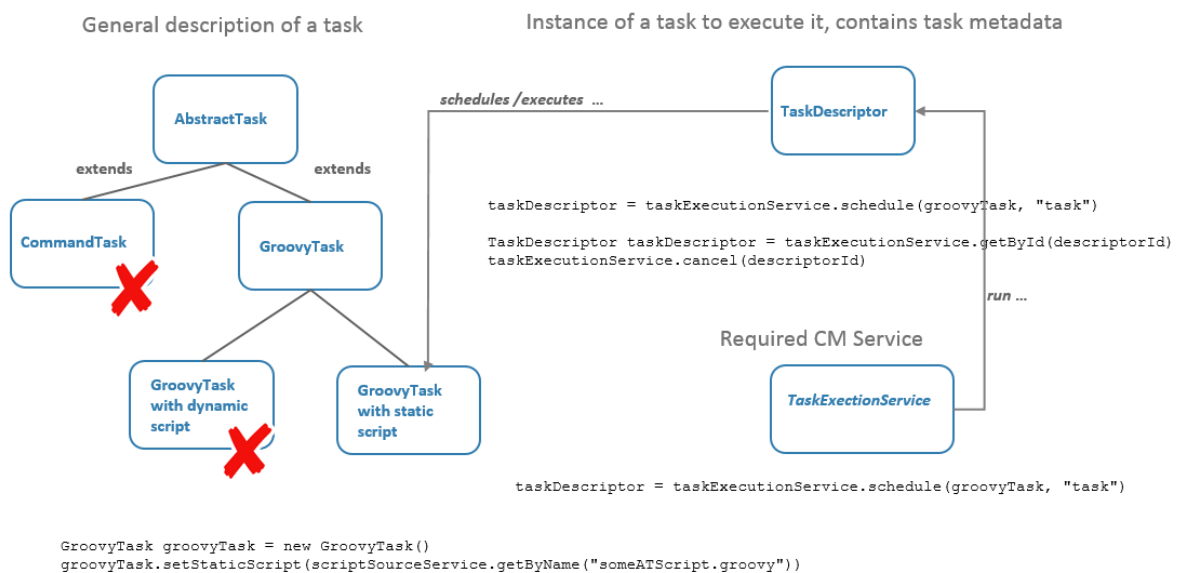 General description of a task
Instance of a task to execute it, contains task metadata
AbstractTask
schedules /executes ...
TaskDescriptor
extends
extends
CommandTask
GroovyTask
taskDescriptor = taskExecutionService.schedule(groovyTask, "task")
TaskDescriptor taskDescriptor = taskExecutionService.getById(descriptorId)
taskExecutionService.cancel(descriptorId)
run ...
Required CM Service
GroovyTask
with dynamic
script
GroovyTask
with static
script
TaskExectionService
taskDescriptor = taskExecutionService.schedule(groovyTask, "task")
GroovyTask groovyTask = new GroovyTask()
groovyTask.setStaticScript(scriptSourceService.getByName("someATScript.groovy"))